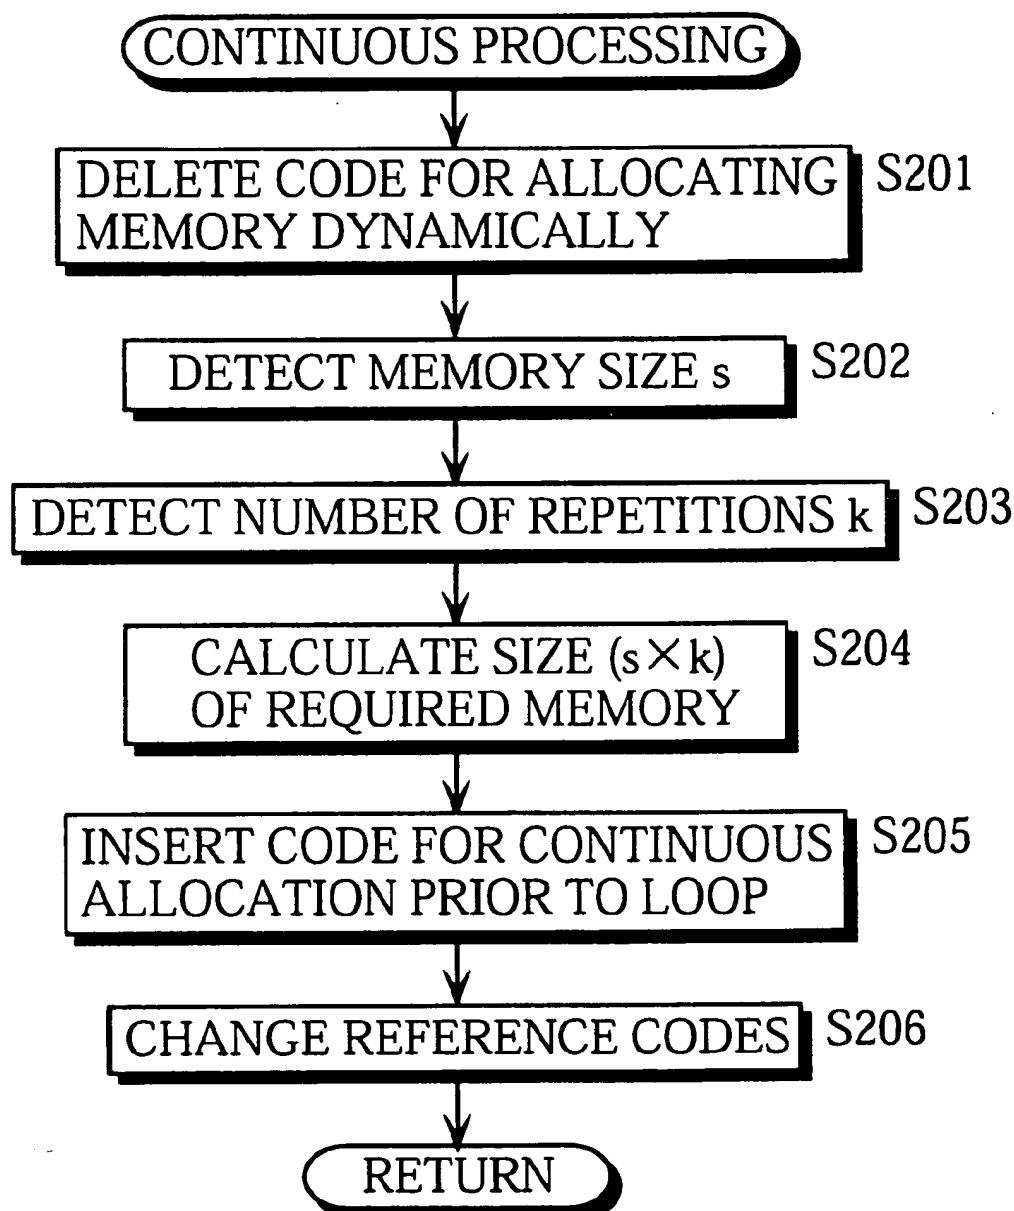 CONTINUOUS PROCESSING
DELETE CODE FOR ALLOCATING
MEMORY DYNAMICALLY
S201
DETECT MEMORY SIZE s
S202
DETECT NUMBER OF REPETITIONS k
S203
CALCULATE SIZE (s×k)
OF REQUIRED MEMORY
S204
INSERT CODE FOR CONTINUOUS
ALLOCATION PRIOR TO LOOP
S205
CHANGE REFERENCE CODES
S206
RETURN